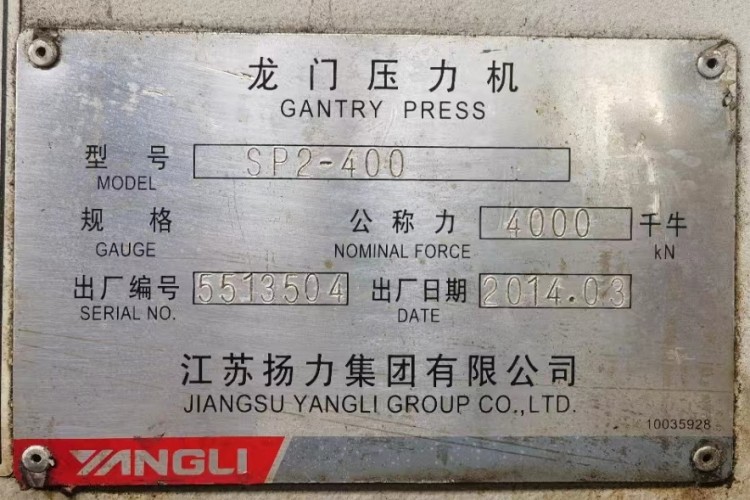 龙门压力机
GANTRY PRESS
型号 SP2-400
MODEL
规格 公称力 4000 千牛
GAUGE NOMINAL FORCE kN
出厂编号 5513504 出厂日期 2014.03
SERIAL NO. DATE
江苏扬力集团有限公司
JIANGSU YANGLI GROUP CO.,LTD.
10035928
YANGLI